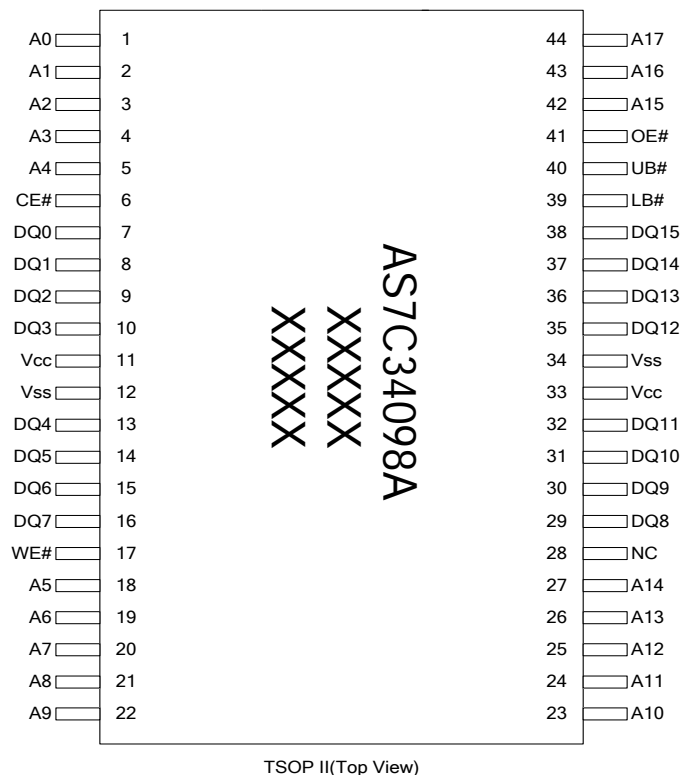 A0 1 44 A17
A1 2 43 A16
A2 3 42 A15
A3 4 41 OE#
A4 5 40 UB#
CE# 6 39 LB#
DQ0 7 38 DQ15
DQ1 8 37 DQ14
DQ2 9 36 DQ13
DQ3 10 35 DQ12
Vcc 11 34 Vss
Vss 12 33 Vcc
DQ4 13 32 DQ11
DQ5 14 31 DQ10
DQ6 15 30 DQ9
DQ7 16 29 DQ8
WE# 17 28 NC
A5 18 27 A14
A6 19 26 A13
A7 20 25 A12
A8 21 24 A11
A9 22 23 A10
AS7C34098A
XXXXX
XXXXX
TSOP II(Top View)